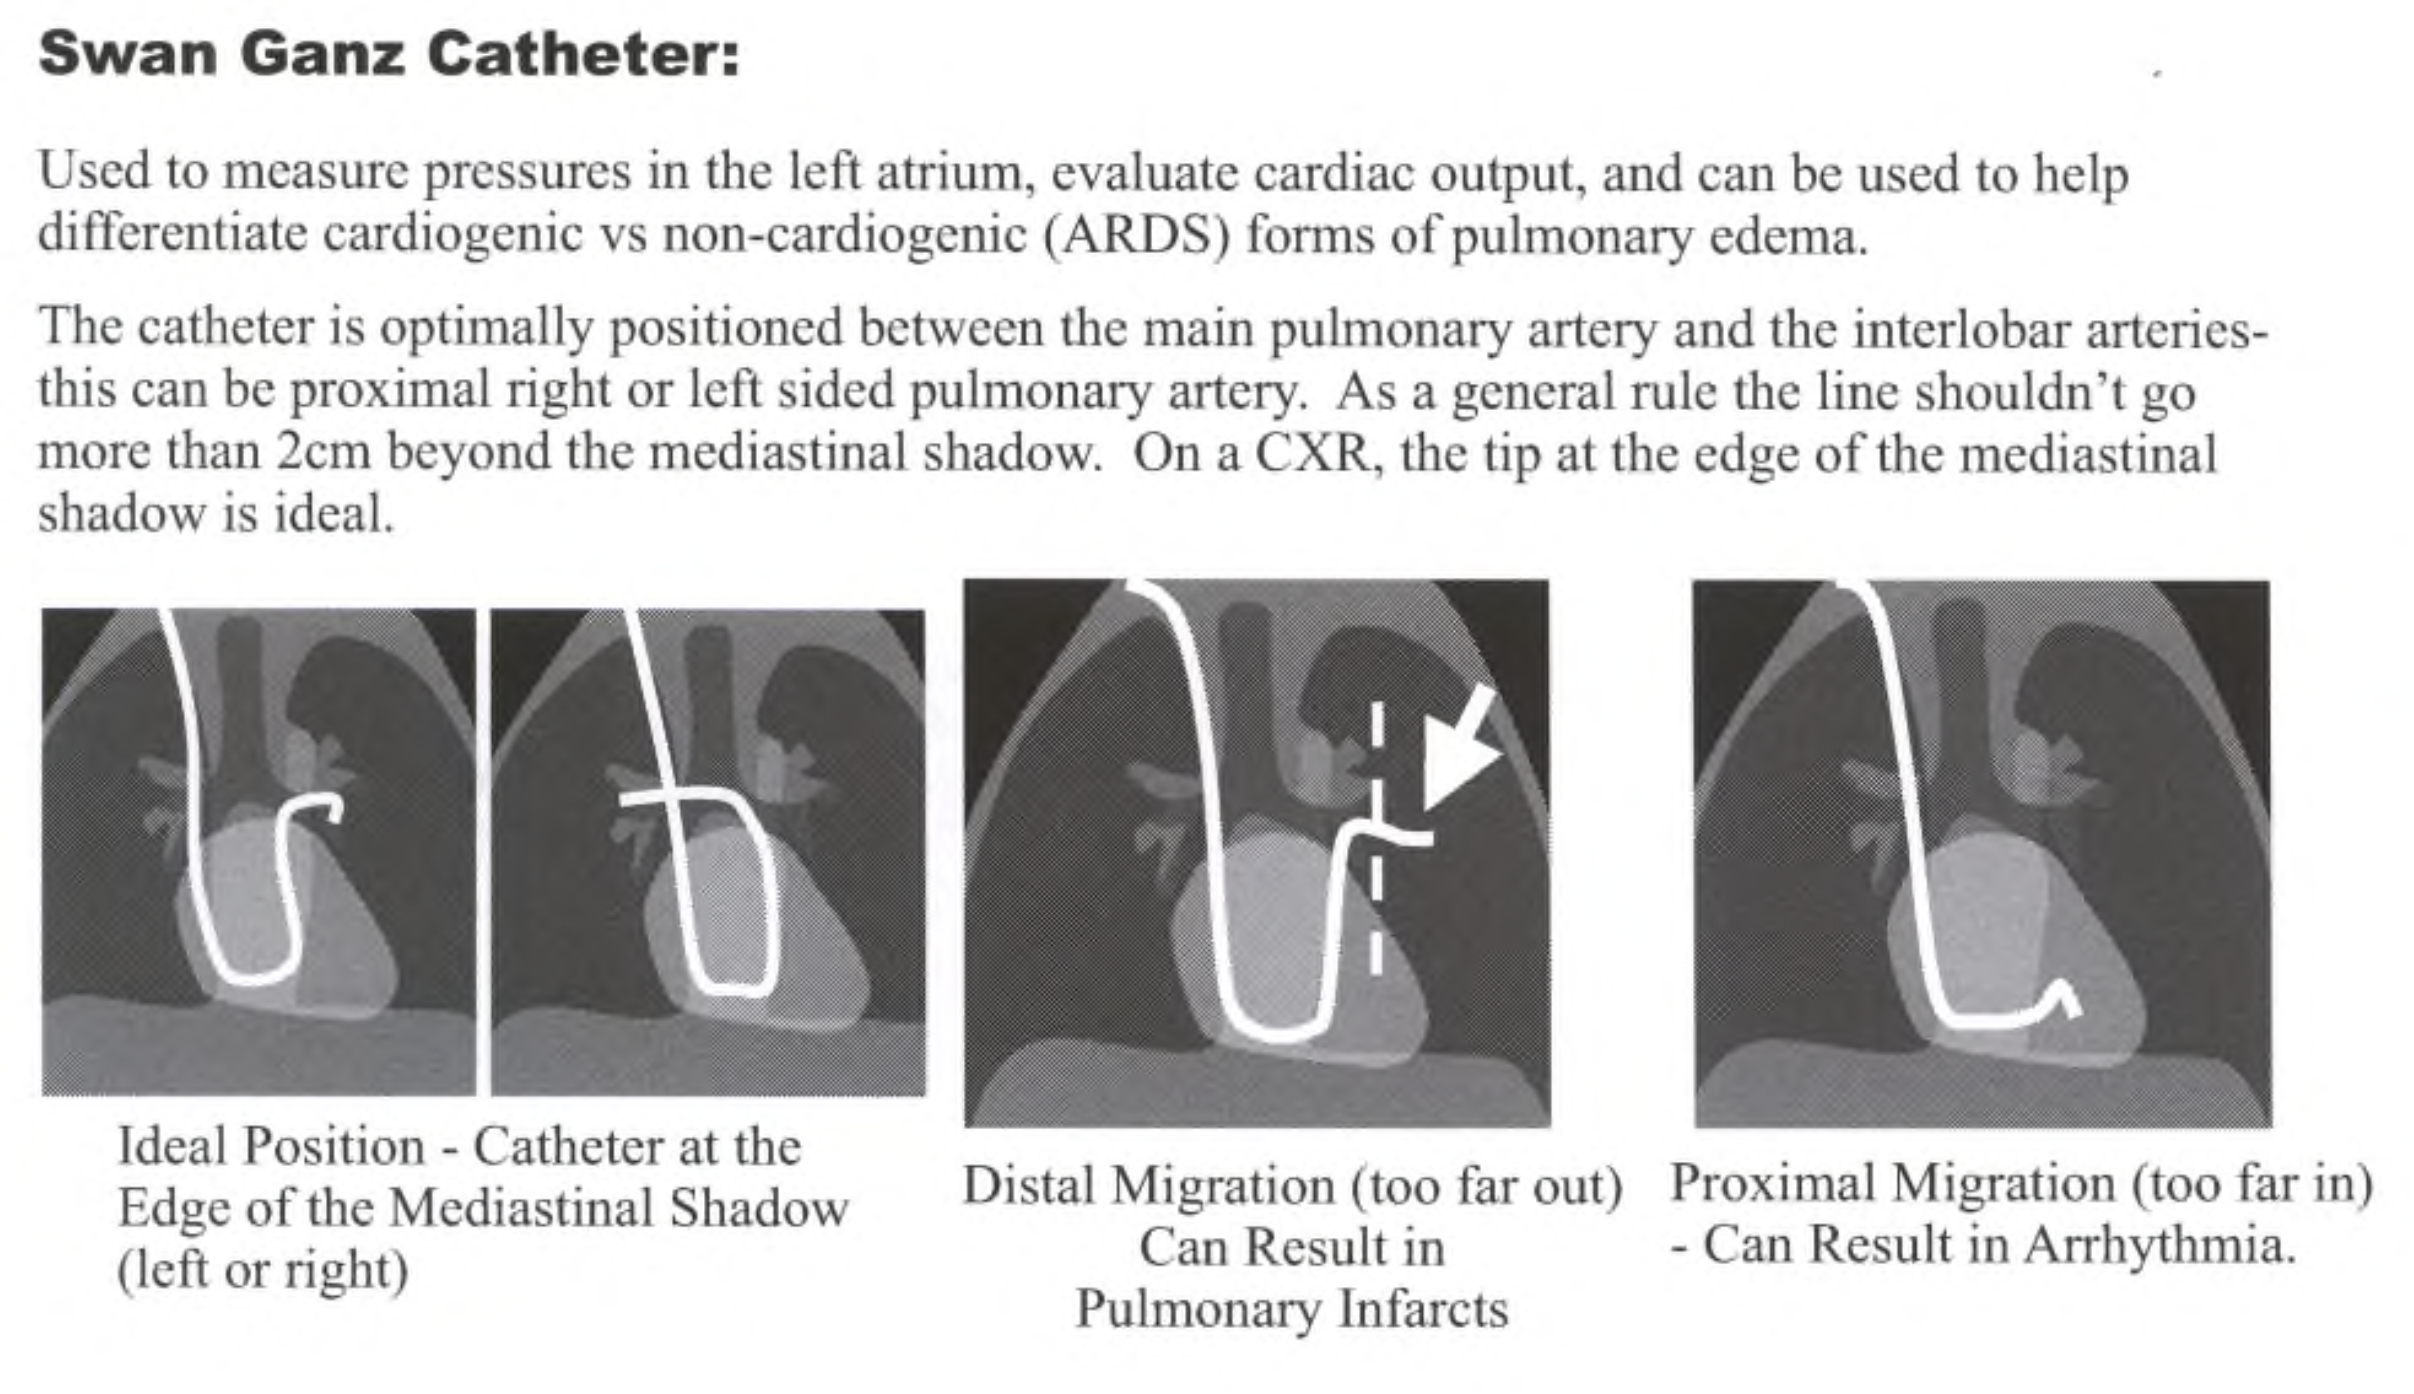 Swan Ganz Catheter:
Used to measure pressures in the left atrium, evaluate cardiac output, and can be used to help
differentiate cardiogenic vs non-cardiogenic (ARDS) forms of pulmonary edema.
The catheter is optimally positioned between the main pulmonary artery and the interlobar arteries-
this can be proximal right or left sided pulmonary artery.  As a general rule the line shouldn't go
more than 2cm beyond the mediastinal shadow.  On a CXR, the tip at the edge of the mediastinal
shadow is ideal.
Ideal Position - Catheter at the
Edge of the Mediastinal Shadow
(left or right)
Distal Migration (too far out)
Can Result in
Pulmonary Infarcts
Proximal Migration (too far in)
- Can Result in Arrhythmia.